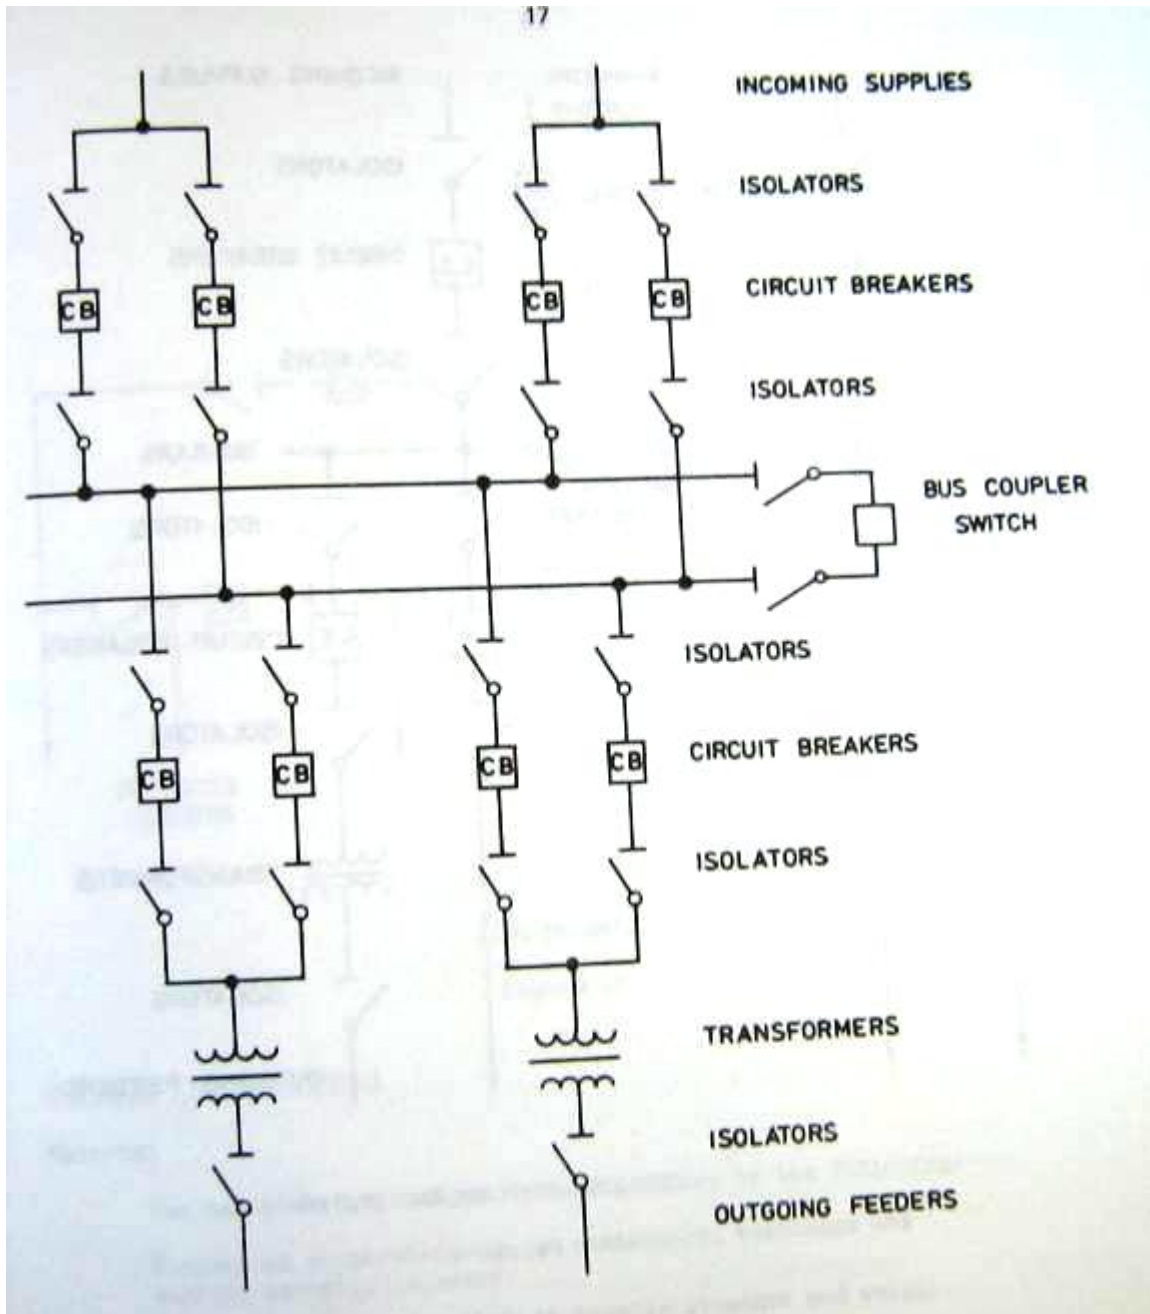 17
INCOMING SUPPLIES
ISOLATORS
CB CB CB CB
CIRCUIT BREAKERS
ISOLATORS
BUS COUPLER
SWITCH
ISOLATORS
CB CB CB CB
CIRCUIT BREAKERS
ISOLATORS
TRANSFORMERS
ISOLATORS
OUTGOING FEEDERS